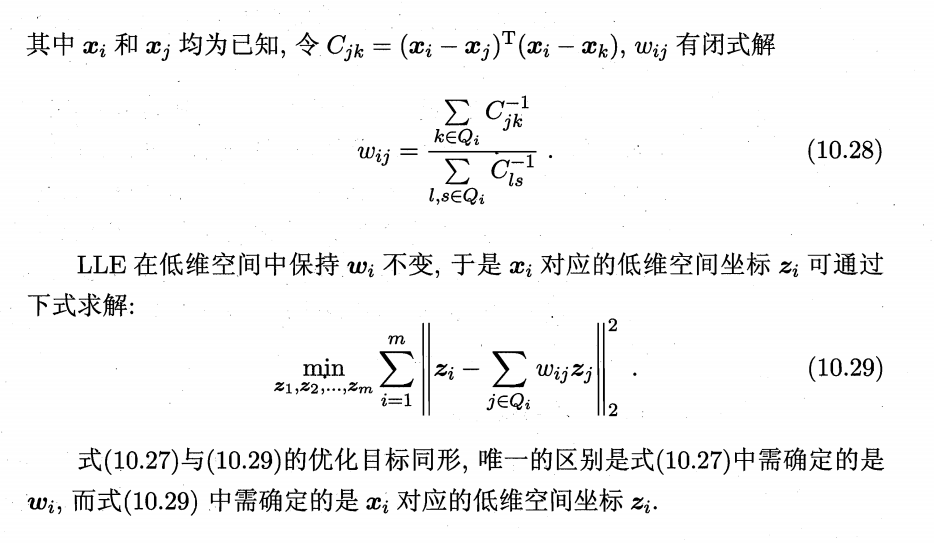 其中 $\boldsymbol{x}_i$ 和 $\boldsymbol{x}_j$ 均为已知, 令 $C_{jk} = (\boldsymbol{x}_i - \boldsymbol{x}_j)^{\mathrm{T}}(\boldsymbol{x}_i - \boldsymbol{x}_k)$, $w_{ij}$ 有闭式解
$w_{ij} = \frac{\sum\limits_{k \in Q_i} C_{jk}^{-1}}{\sum\limits_{l,s \in Q_i} C_{ls}^{-1}}$ . (10.28)
LLE 在低维空间中保持 $\boldsymbol{w}_i$ 不变, 于是 $\boldsymbol{x}_i$ 对应的低维空间坐标 $\boldsymbol{z}_i$ 可通过
下式求解:
$\min\limits_{\boldsymbol{z}_1,\boldsymbol{z}_2,\ldots,\boldsymbol{z}_m} \sum\limits_{i=1}^{m} \left\| \boldsymbol{z}_i - \sum\limits_{j \in Q_i} w_{ij}\boldsymbol{z}_j \right\|_2^2$ . (10.29)
式(10.27)与(10.29)的优化目标同形, 唯一的区别是式(10.27)中需确定的是
$\boldsymbol{w}_i$, 而式(10.29) 中需确定的是 $\boldsymbol{x}_i$ 对应的低维空间坐标 $\boldsymbol{z}_i$.